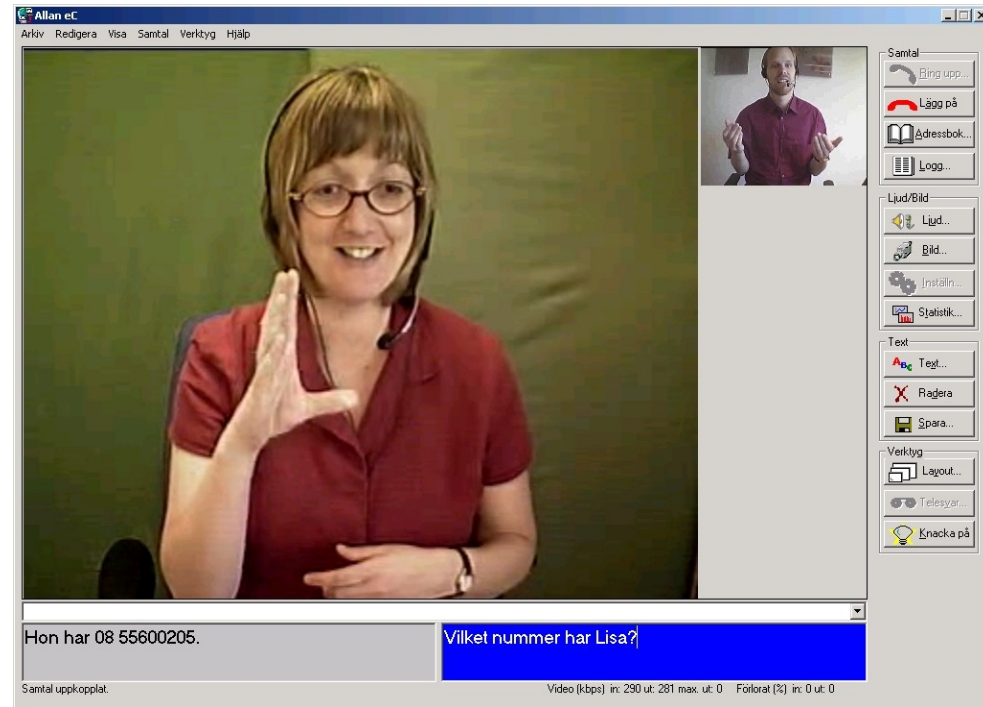 Allan eC
Arkiv Redigera Visa Samtal Verktyg Hjälp
Samtal
Ring upp...
Lägg på
Adressbok...
Logg...
Ljud/Bild
Ljud...
Bild...
Inställn...
Statistik...
Text
ABC Text...
Radera
Spara...
Verktyg
Layout...
Telesvar...
Knacka på
Hon har 08 55600205.
Vilket nummer har Lisa?
Samtal uppkopplat.
Video (kbps) in: 290 ut: 281 max. ut: 0 Förlorat (%) in: 0 ut: 0